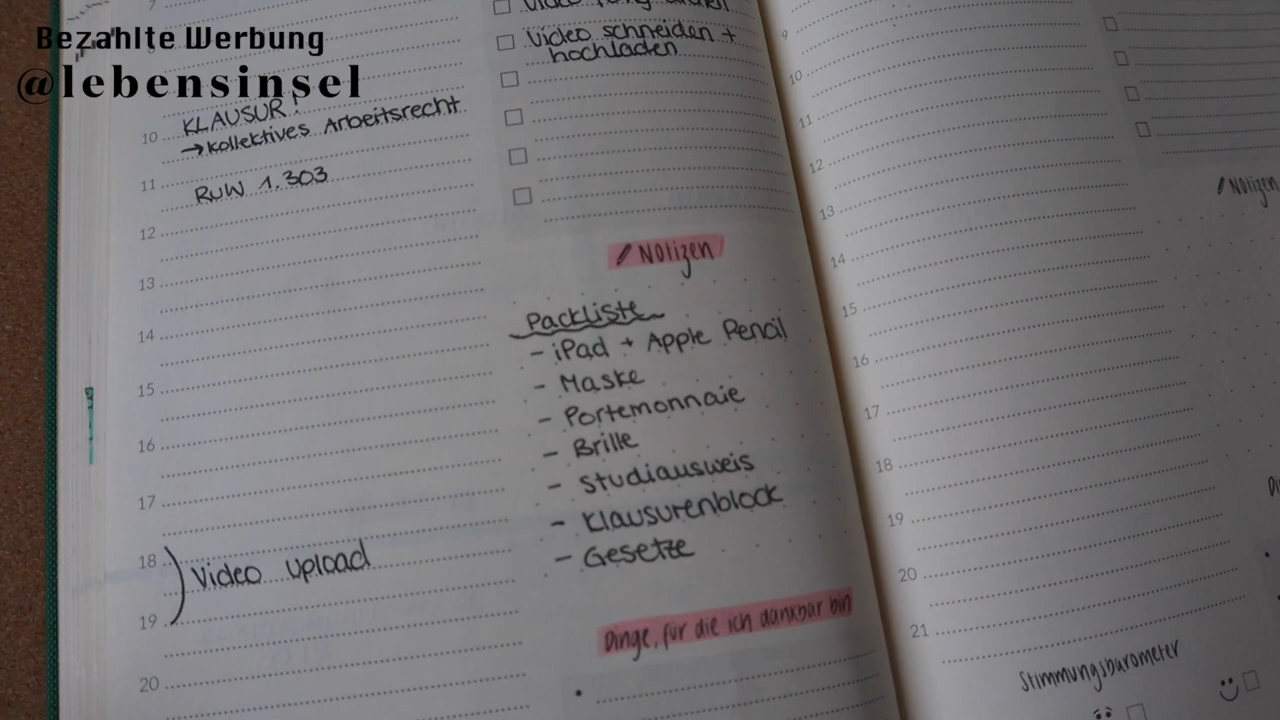 Bezahlte Werbung
@lebensinsel
7
8
10 KLAUSUR!
→ kollektives Arbeitsrecht
11
RuW 1.303
12
13
14
15
16
17
18 Video upload
19
20
Video schneiden +
hochladen
Notizen
Packliste
- iPad + Apple Pencil
- Maske
- Portemonnaie
- Brille
- Studiausweis
- Klausurenblock
- Gesetze
Dinge, für die ich dankbar bin
9
10
11
12
13
14
15
16
17
18
19
20
21
Notizen
Stimmungsbarometer